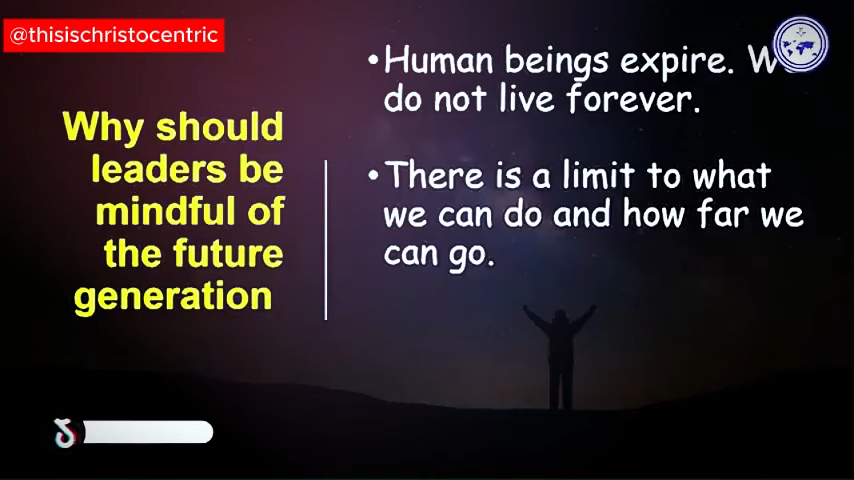 @thisischristocentric
Why should
leaders be
mindful of
the future
generation
•Human beings expire.
do not live forever.
•There is a limit to what
we can do and how far we
can go.